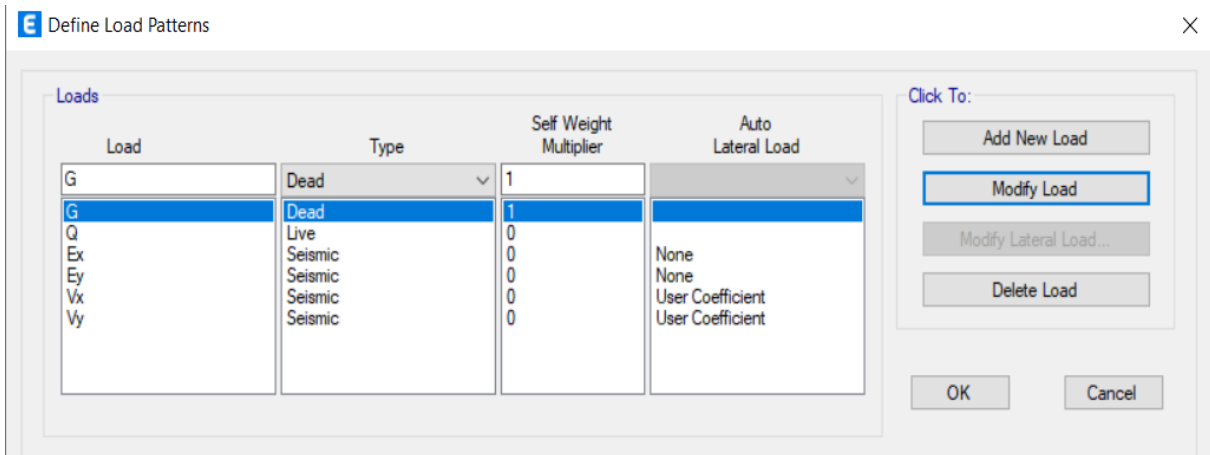 E Define Load Patterns
Loads
Click To:
Load Type Self Weight Multiplier Auto Lateral Load
G Dead 1
G Dead 1
Q Live 0
Ex Seismic 0 None
Ey Seismic 0 None
Vx Seismic 0 User Coefficient
Vy Seismic 0 User Coefficient
Add New Load
Modify Load
Modify Lateral Load...
Delete Load
OK Cancel